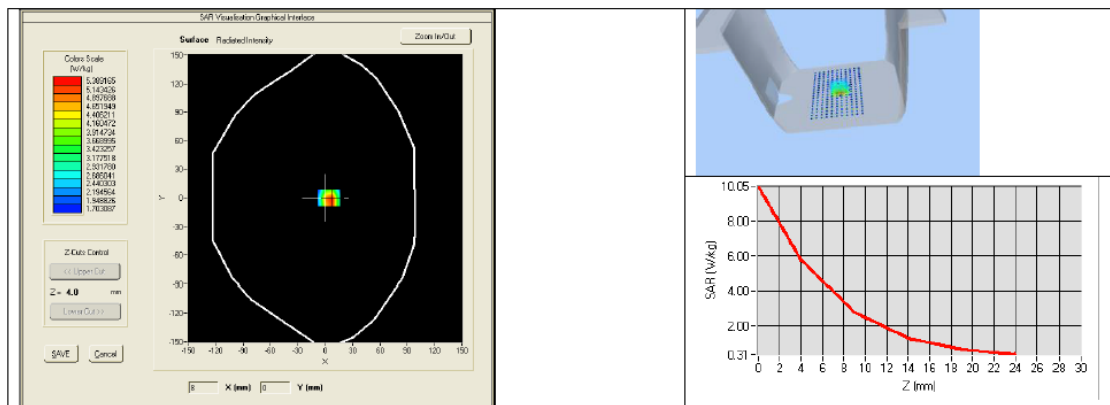 SAR Visualisation Graphical Interface
Surface Radiated Intensity
Zoom In/Out
Colors Scale
(W/kg)
5.389165
5.143426
4.897688
4.651949
4.406211
4.160472
3.914734
3.668995
3.423257
3.177518
2.931780
2.686041
2.440303
2.194564
1.948826
1.703087
Z-Cuts Control
<< Upper Cut
Z= 4.0 mm
Lower Cut >>
SAVE Cancel
150
120
90
60
30
0
-30
-60
-90
-120
-150
Y
-150 -120 -90 -60 -30 0 30 60 90 120 150
X
8 X (mm) 0 Y (mm)
10.05
8.00
6.00
4.00
2.00
0.31
SAR (W/kg)
0 2 4 6 8 10 12 14 16 18 20 22 24 26 28 30
Z (mm)